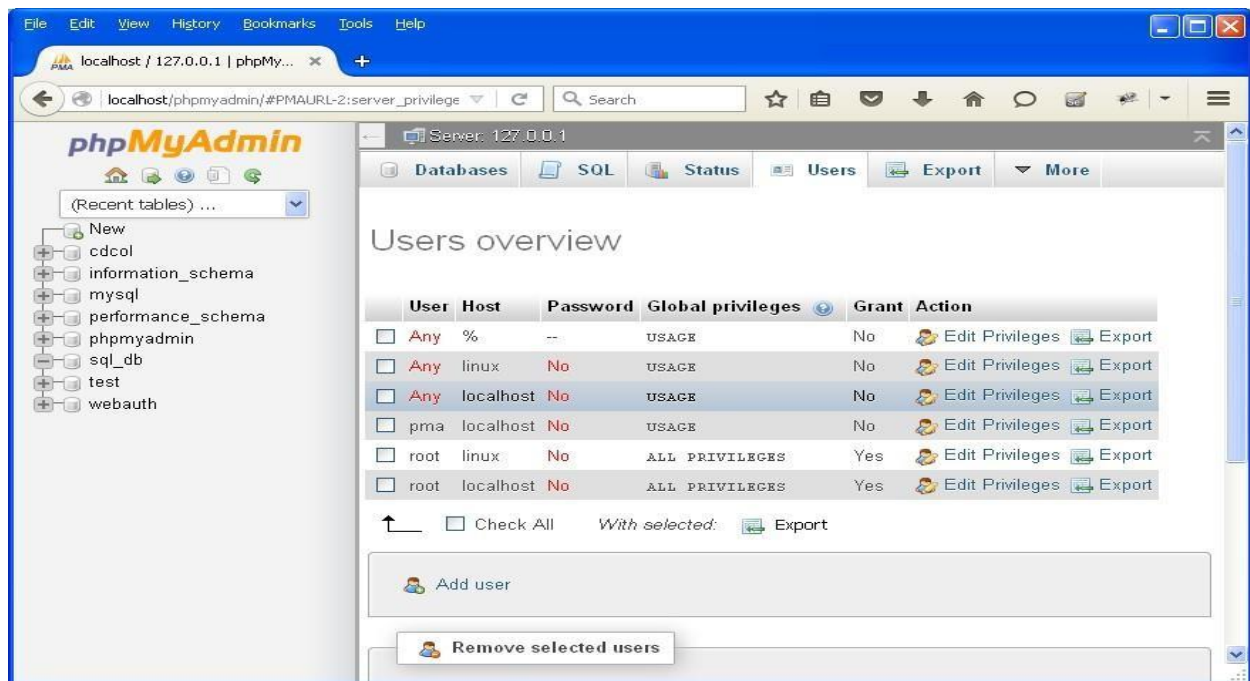 File Edit View History Bookmarks Tools Help
PMA localhost / 127.0.0.1 | phpMy...
localhost/phpmyadmin/#PMAURL-2:server_privilege Search
phpMyAdmin
(Recent tables) ...
New
cdcol
information_schema
mysql
performance_schema
phpmyadmin
sql_db
test
webauth
Server: 127.0.0.1
Databases SQL Status Users Export More
Users overview
User Host Password Global privileges Grant Action
Any % -- USAGE No Edit Privileges Export
Any linux No USAGE No Edit Privileges Export
Any localhost No USAGE No Edit Privileges Export
pma localhost No USAGE No Edit Privileges Export
root linux No ALL PRIVILEGES Yes Edit Privileges Export
root localhost No ALL PRIVILEGES Yes Edit Privileges Export
Check All With selected: Export
Add user
Remove selected users